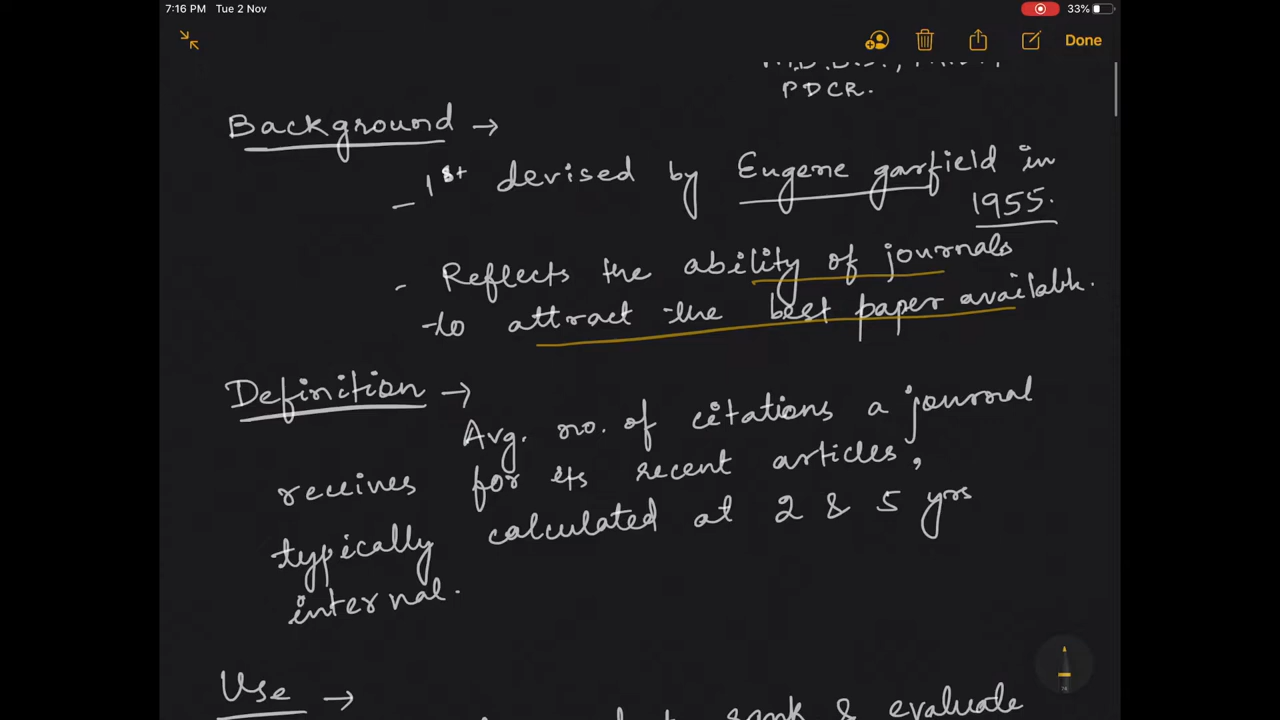 7:16 PM Tue 2 Nov
33%
Done
PDCR.
Background →
- 1st devised by Eugene garfield in
1955.
- Reflects the ability of journals
to attract the best paper available.
Definition →
Avg. no. of citations a journal
receives for its recent articles,
typically calculated at 2 & 5 yrs
internal.
Use →
rank & evaluate